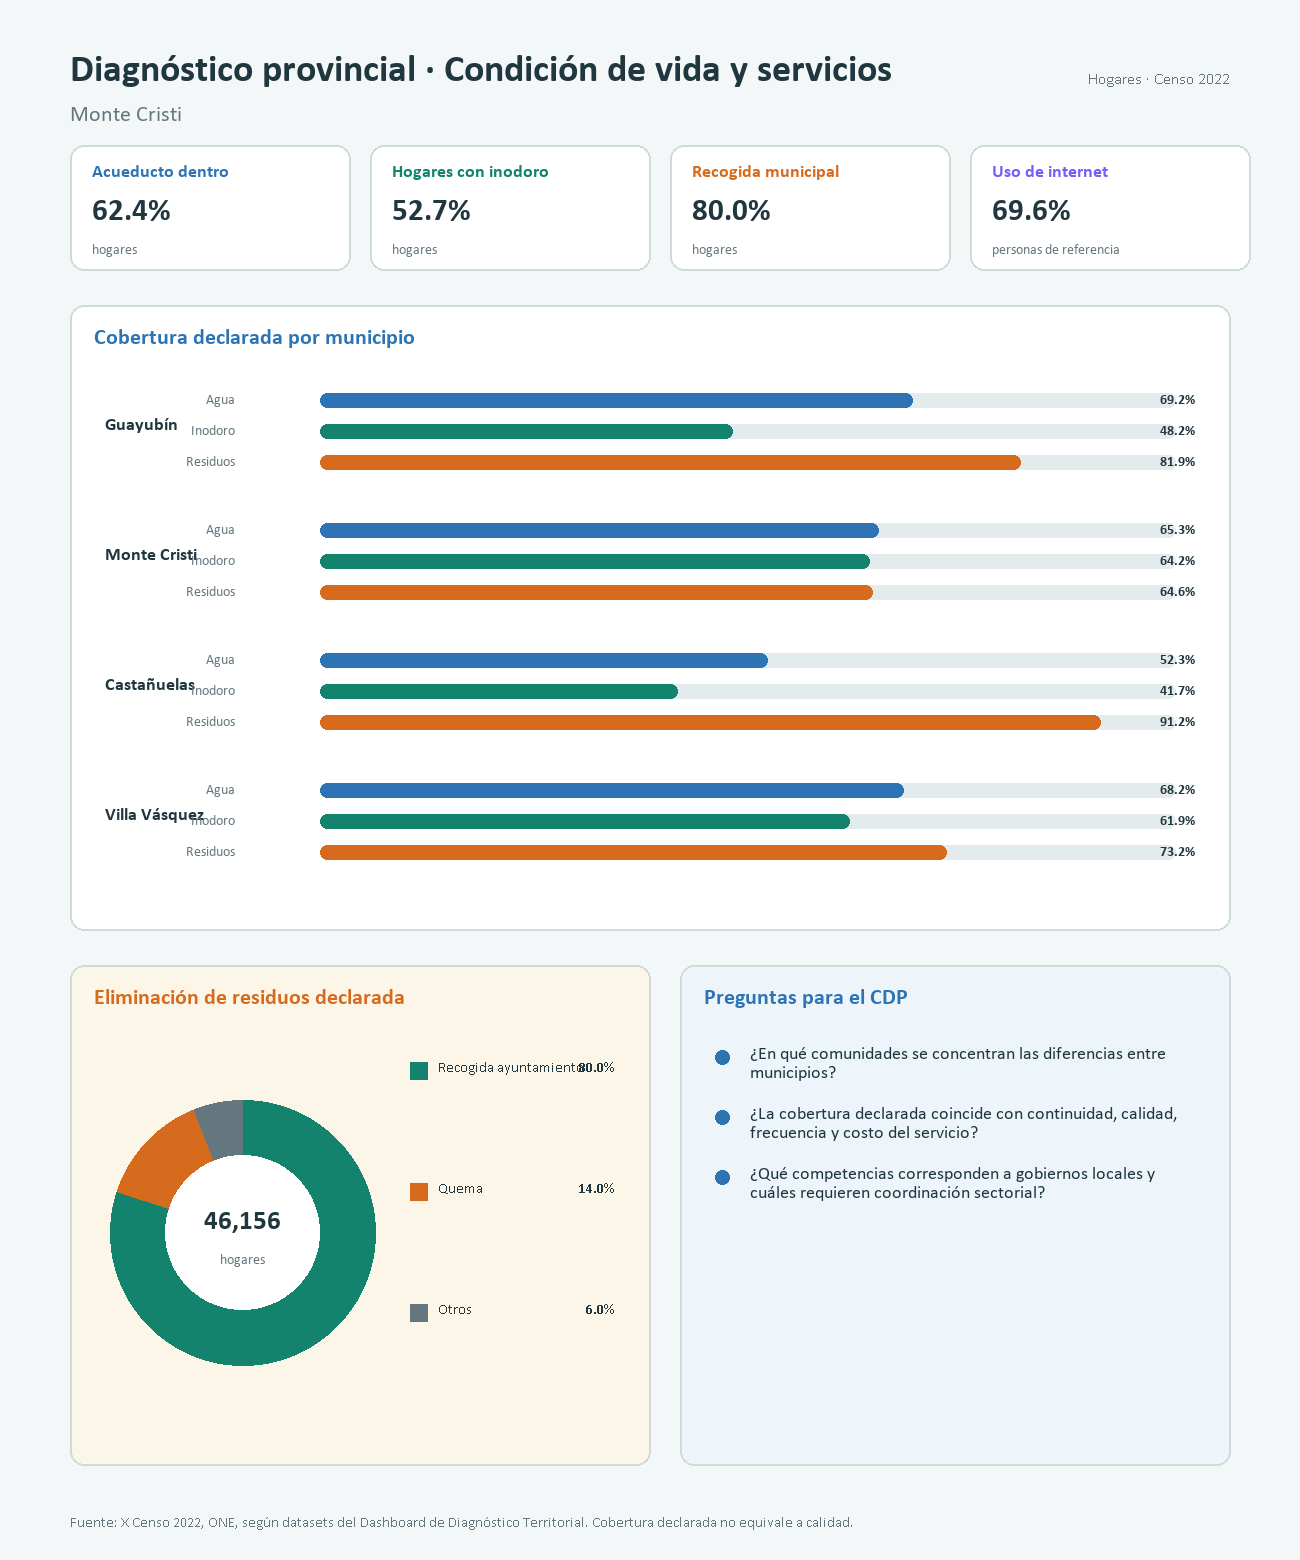 Diagnóstico provincial · Condición de vida y servicios
Hogares · Censo 2022
Monte Cristi
Acueducto dentro
62.4%
hogares
Hogares con inodoro
52.7%
hogares
Recogida municipal
80.0%
hogares
Uso de internet
69.6%
personas de referencia
Cobertura declarada por municipio
Guayubín
Agua
69.2%
Inodoro
48.2%
Residuos
81.9%
Monte Cristi
Agua
65.3%
Inodoro
64.2%
Residuos
64.6%
Castañuelas
Agua
52.3%
Inodoro
41.7%
Residuos
91.2%
Villa Vásquez
Agua
68.2%
Inodoro
61.9%
Residuos
73.2%
Eliminación de residuos declarada
Recogida ayuntamiento 80.0%
Quema 14.0%
Otros 6.0%
46,156
hogares
Preguntas para el CDP
¿En qué comunidades se concentran las diferencias entre
municipios?
¿La cobertura declarada coincide con continuidad, calidad,
frecuencia y costo del servicio?
¿Qué competencias corresponden a gobiernos locales y
cuáles requieren coordinación sectorial?
Fuente: X Censo 2022, ONE, según datasets del Dashboard de Diagnóstico Territorial. Cobertura declarada no equivale a calidad.